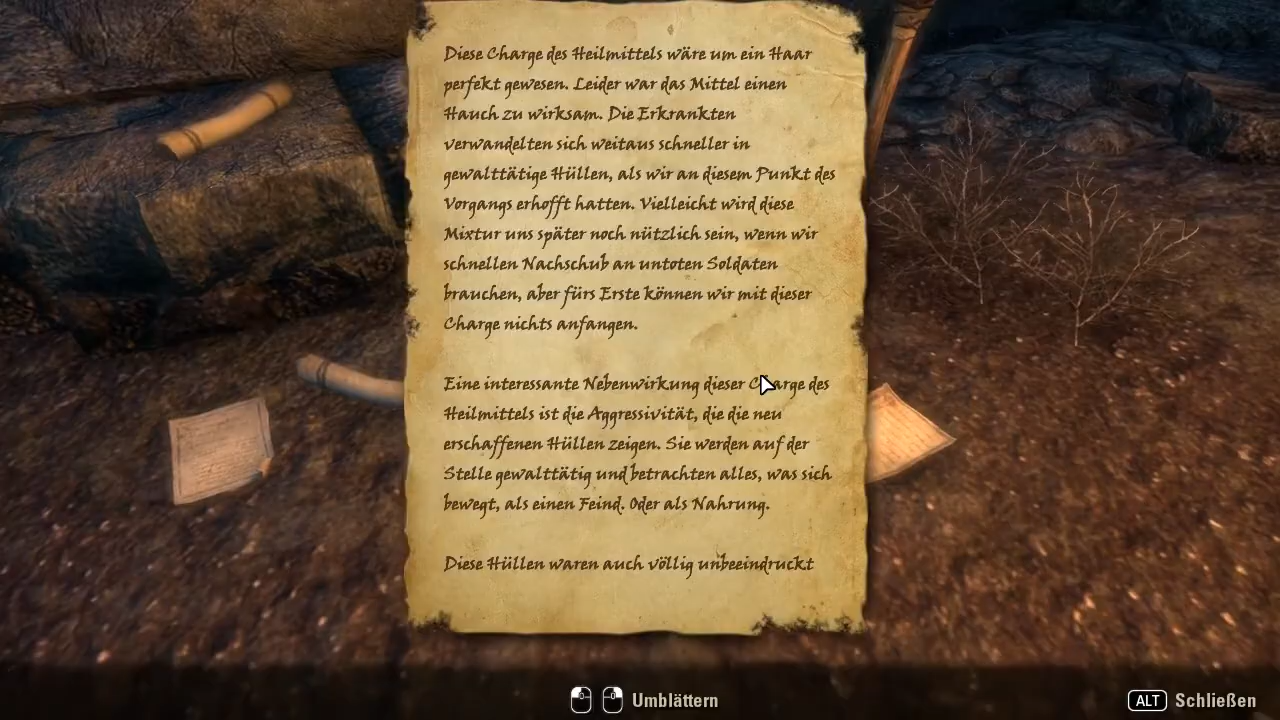 Diese Charge des Heilmittels wäre um ein Haar
perfekt gewesen. Leider war das Mittel einen
Hauch zu wirksam. Die Erkrankten
verwandelten sich weitaus schneller in
gewalttätige Hüllen, als wir an diesem Punkt des
Vorgangs erhofft hatten. Vielleicht wird diese
Mixtur uns später noch nützlich sein, wenn wir
schnellen Nachschub an untoten Soldaten
brauchen, aber fürs Erste können wir mit dieser
Charge nichts anfangen.
Eine interessante Nebenwirkung dieser Charge des
Heilmittels ist die Aggressivität, die die neu
erschaffenen Hüllen zeigen. Sie werden auf der
Stelle gewalttätig und betrachten alles, was sich
bewegt, als einen Feind. Oder als Nahrung.
Diese Hüllen waren auch völlig unbeeindruckt
Umblättern
ALT Schließen